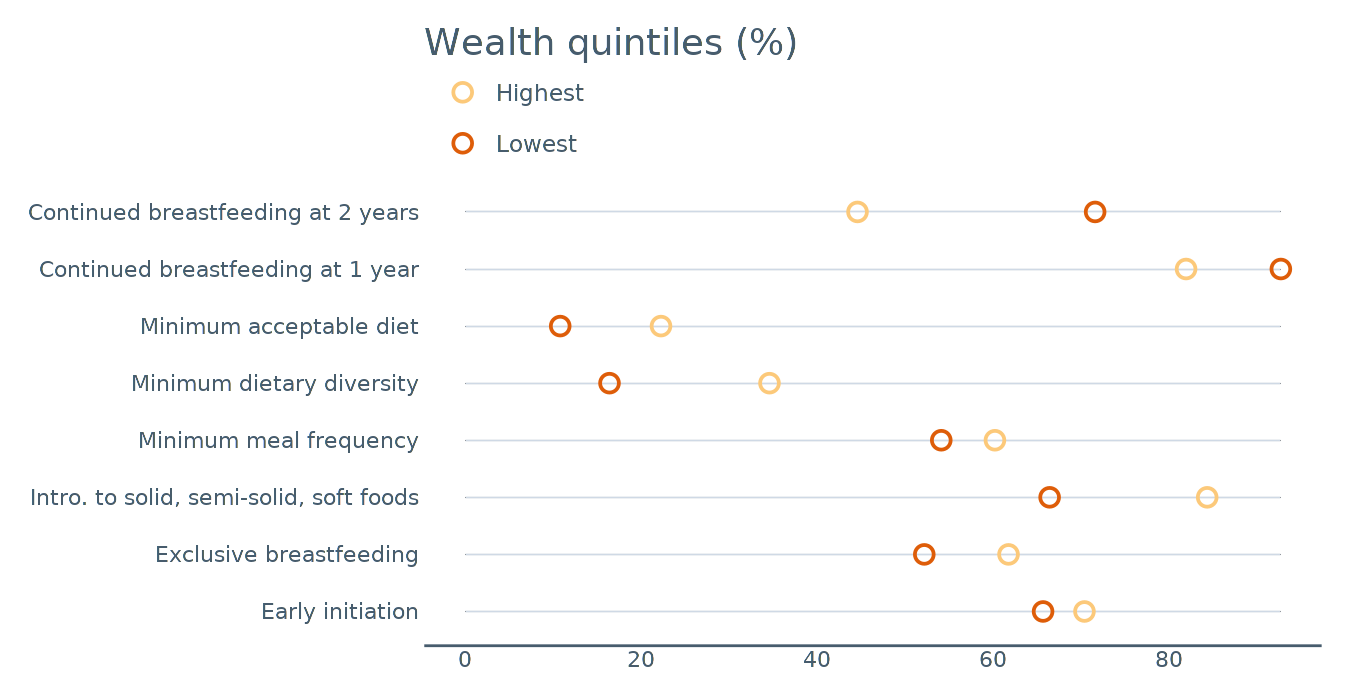 Wealth quintiles (%)
Highest
Lowest
Continued breastfeeding at 2 years
Continued breastfeeding at 1 year
Minimum acceptable diet
Minimum dietary diversity
Minimum meal frequency
Intro. to solid, semi-solid, soft foods
Exclusive breastfeeding
Early initiation
0 20 40 60 80